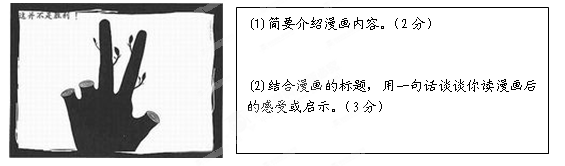 这并不是胜利！
(1)简要介绍漫画内容。(2分)
(2)结合漫画的标题，用一句话谈谈你读漫画后
的感受或启示。(3分)